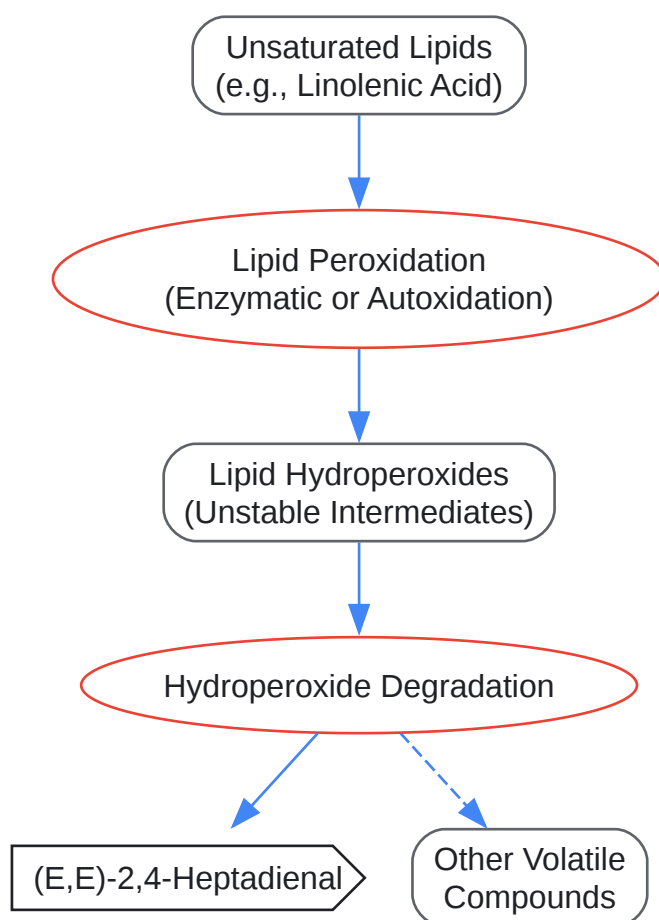 Unsaturated Lipids
(e.g., Linolenic Acid)
Lipid Peroxidation
(Enzymatic or Autoxidation)
Lipid Hydroperoxides
(Unstable Intermediates)
Hydroperoxide Degradation
(E,E)-2,4-Heptadienal
Other Volatile
Compounds